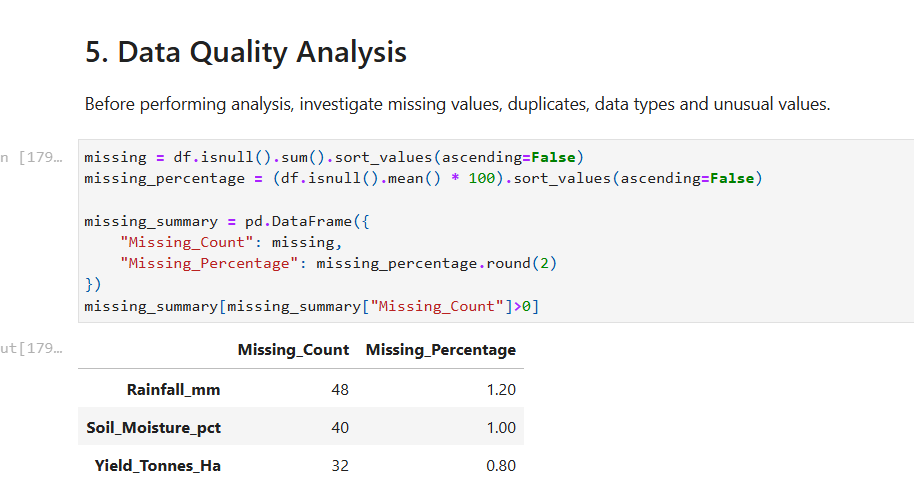 5. Data Quality Analysis
Before performing analysis, investigate missing values, duplicates, data types and unusual values.
n [179…
missing = df.isnull().sum().sort_values(ascending=False)
missing_percentage = (df.isnull().mean() * 100).sort_values(ascending=False)
missing_summary = pd.DataFrame({
    "Missing_Count": missing,
    "Missing_Percentage": missing_percentage.round(2)
})
missing_summary[missing_summary["Missing_Count"]>0]
ut[179…
Missing_Count Missing_Percentage
Rainfall_mm 48 1.20
Soil_Moisture_pct 40 1.00
Yield_Tonnes_Ha 32 0.80